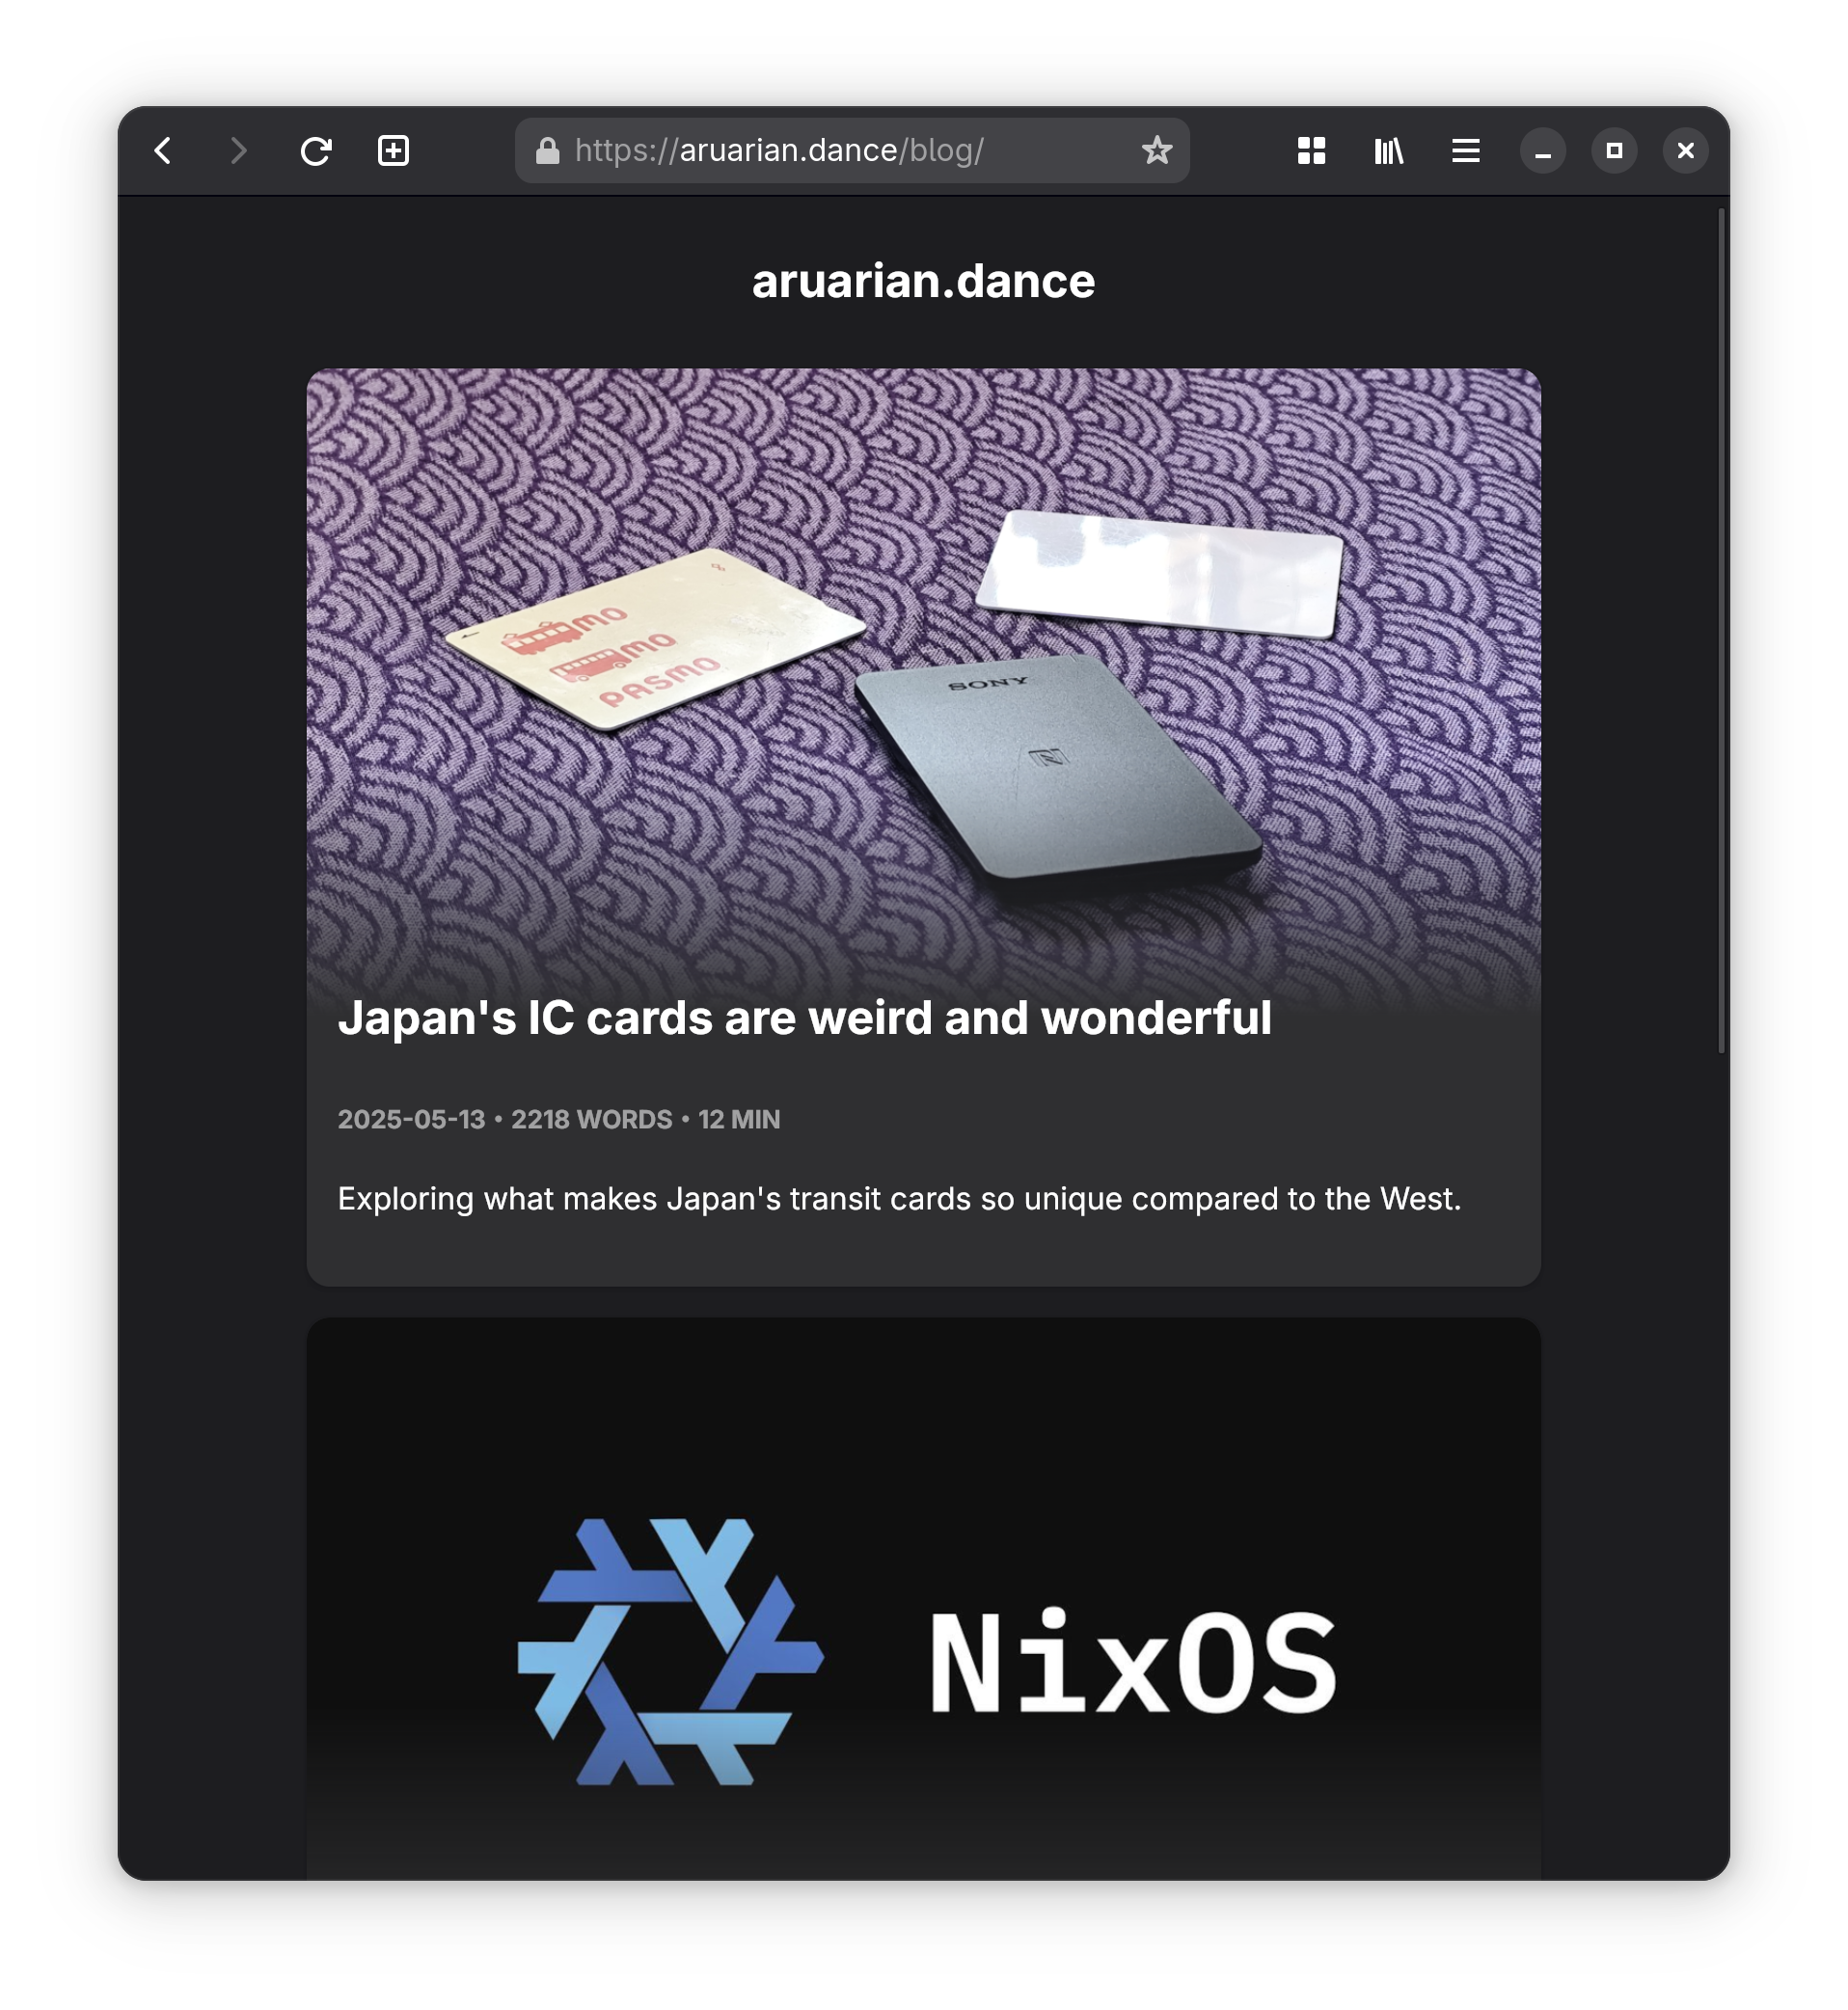 https://aruarian.dance/blog/
aruarian.dance
MO
MO
PASMO
SONY
Japan's IC cards are weird and wonderful
2025-05-13 • 2218 WORDS • 12 MIN
Exploring what makes Japan's transit cards so unique compared to the West.
NixOS